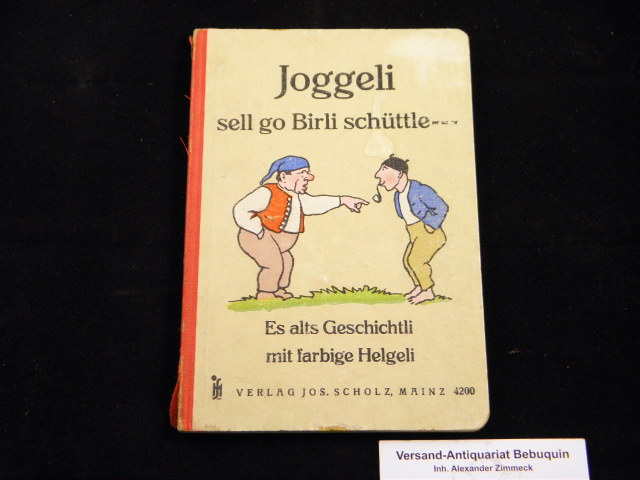 Joggeli
sell go Birli schüttle---
Es alts Geschichtli
mit farbige Helgeli
VERLAG JOS. SCHOLZ, MAINZ 4200
Versand-Antiquariat Bebuquin
Inh. Alexander Zimmeck